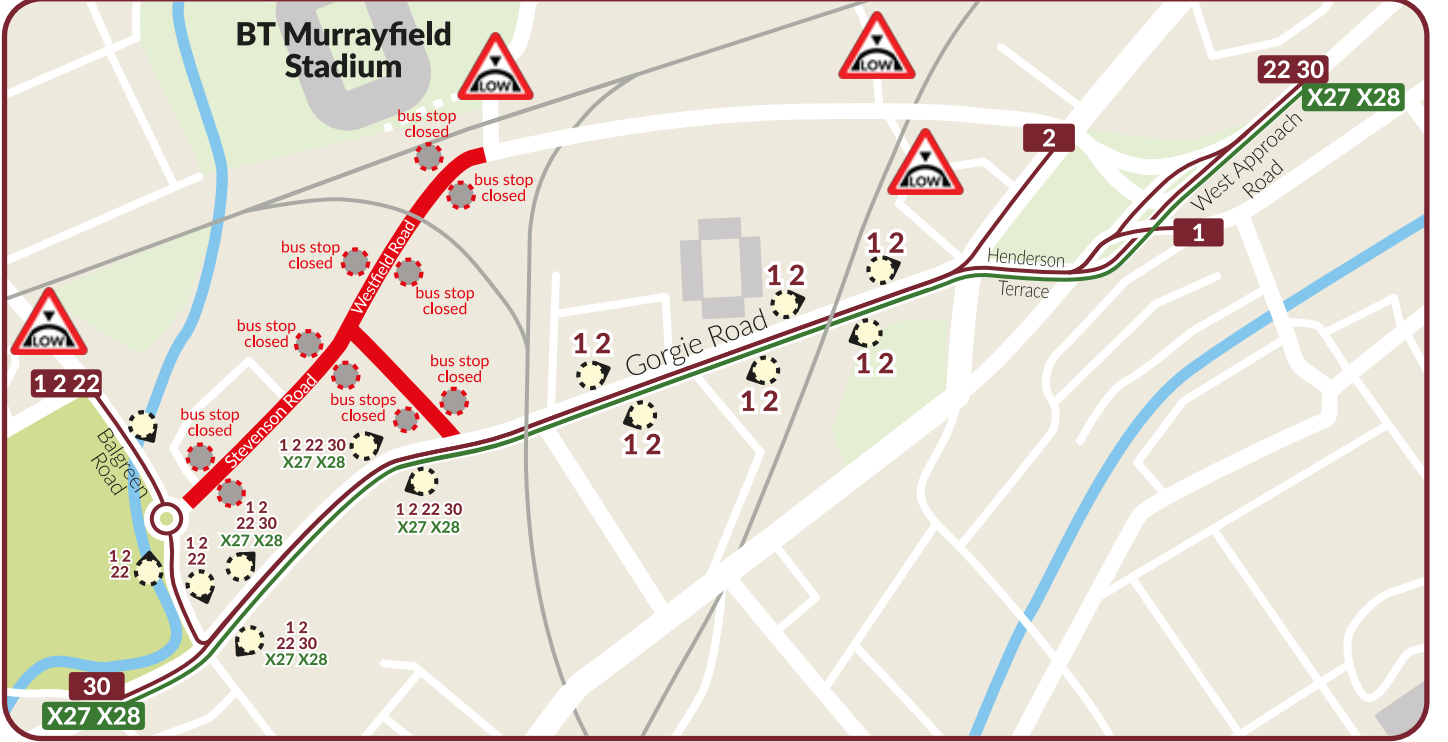 BT Murrayfield
Stadium
LOW
LOW
22 30
X27 X28
bus stop
closed
2
LOW
West Approach
Road
bus stop
closed
1
Westfield Road
bus stop
closed
1 2
Henderson
Terrace
bus stop
closed
1 2
LOW
bus stop
closed
Gorgie Road
1 2
1 2
bus stop
closed
1 2 22
1 2
bus stops
closed
bus stop
closed
Stevenson Road
1 2
1 2 22 30
X27 X28
Balgreen
Road
1 2 22 30
X27 X28
1 2
22 30
X27 X28
1 2
22
1 2
22
1 2
22 30
X27 X28
30
X27 X28